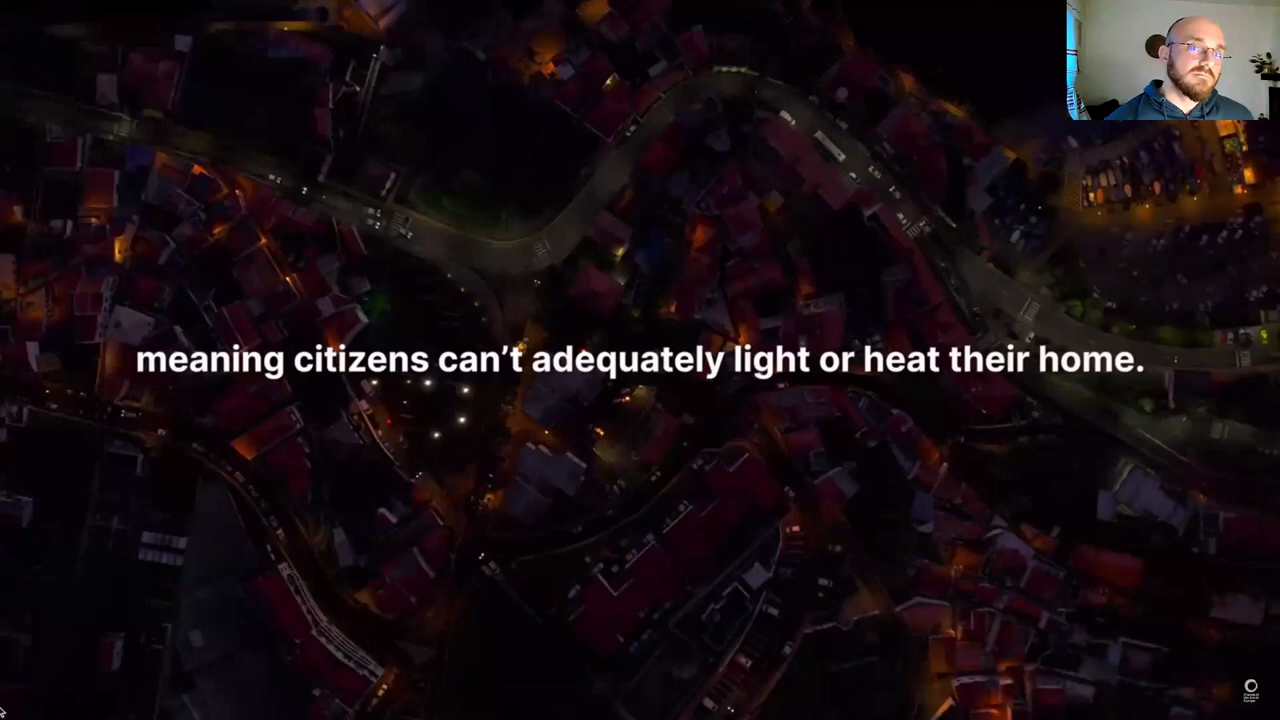 meaning citizens can’t adequately light or heat their home.